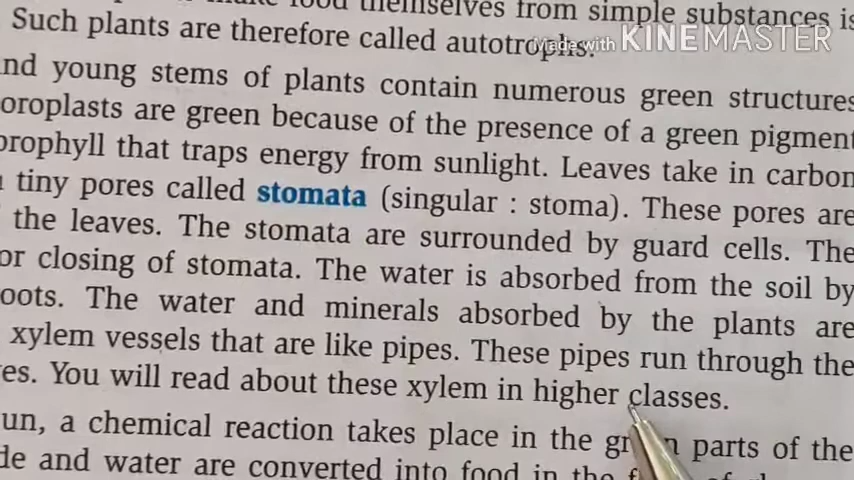 food themselves from simple substances is
Such plants are therefore called autotrophs.
Made with KINEMASTER
nd young stems of plants contain numerous green structures
oroplasts are green because of the presence of a green pigment
orophyll that traps energy from sunlight. Leaves take in carbon
tiny pores called stomata (singular : stoma). These pores are
the leaves. The stomata are surrounded by guard cells. The
or closing of stomata. The water is absorbed from the soil by
oots. The water and minerals absorbed by the plants are
xylem vessels that are like pipes. These pipes run through the
es. You will read about these xylem in higher classes.
un, a chemical reaction takes place in the parts of the
de and water are converted into food in the